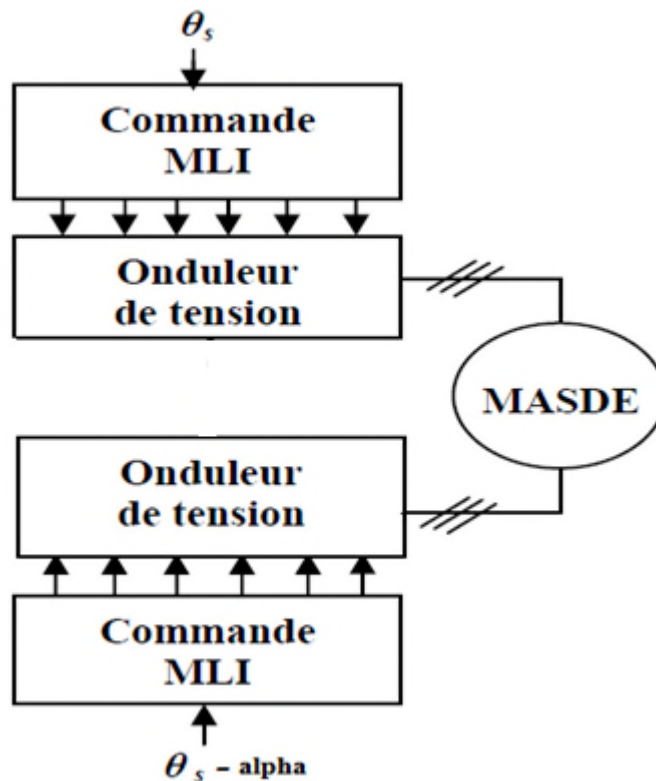 θs
Commande
MLI
Onduleur
de tension
MASDE
Onduleur
de tension
Commande
MLI
θs - alpha